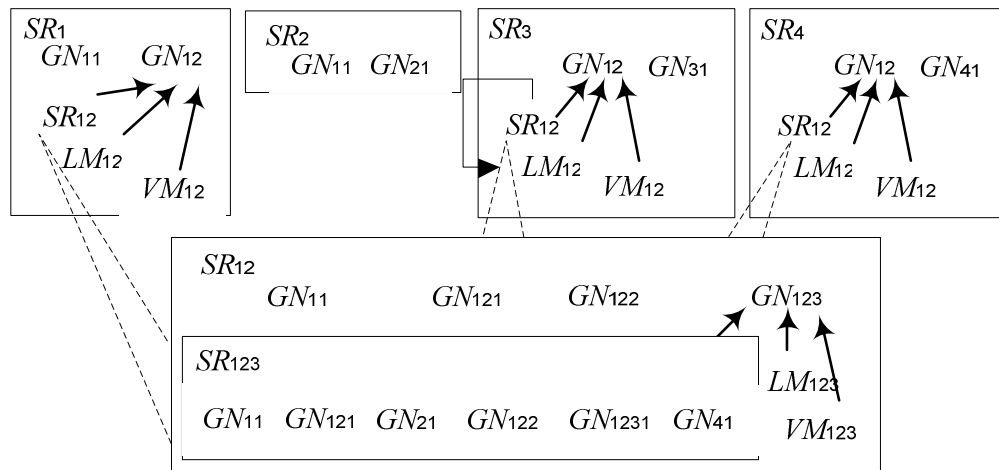 SR1
GN11 GN12
SR12
LM12
VM12
SR2
GN11 GN21
SR3
GN12 GN31
SR12
LM12
VM12
SR4
GN12 GN41
SR12
LM12
VM12
SR12
GN11 GN121 GN122 GN123
SR123
LM123
GN11 GN121 GN21 GN122 GN1231 GN41
VM123